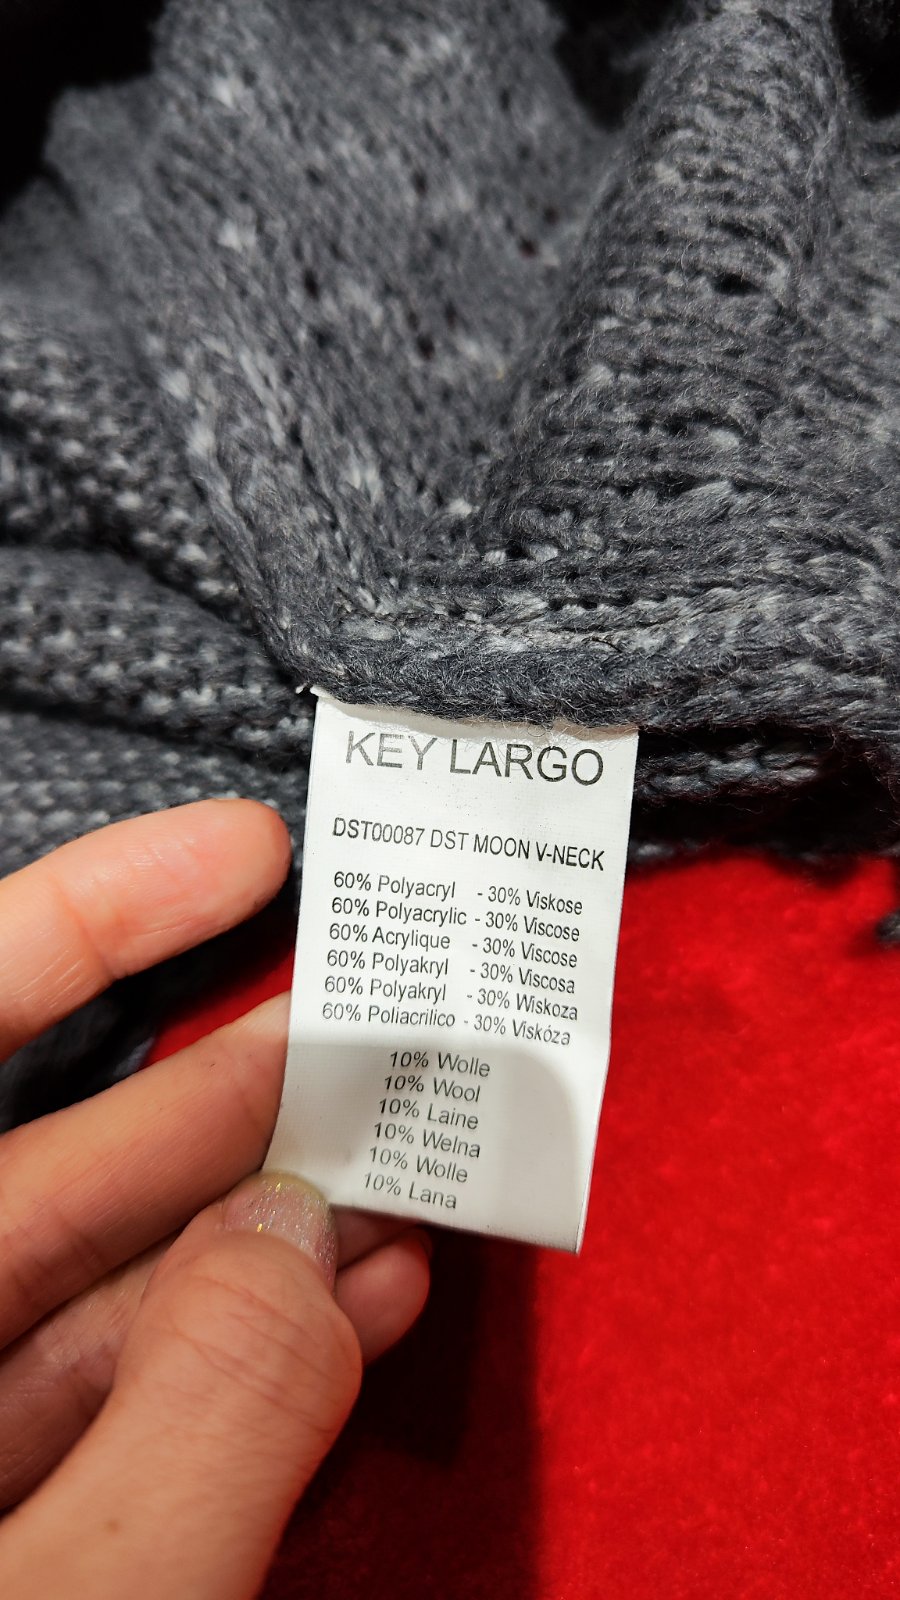 KEY LARGO
DST00087 DST MOON V-NECK
60% Polyacryl - 30% Viskose
60% Polyacrylic - 30% Viscose
60% Acrylique - 30% Viscose
60% Polyakryl - 30% Viscosa
60% Polyakryl - 30% Wiskoza
60% Poliacrilico - 30% Viskóza
10% Wolle
10% Wool
10% Laine
10% Welna
10% Wolle
10% Lana